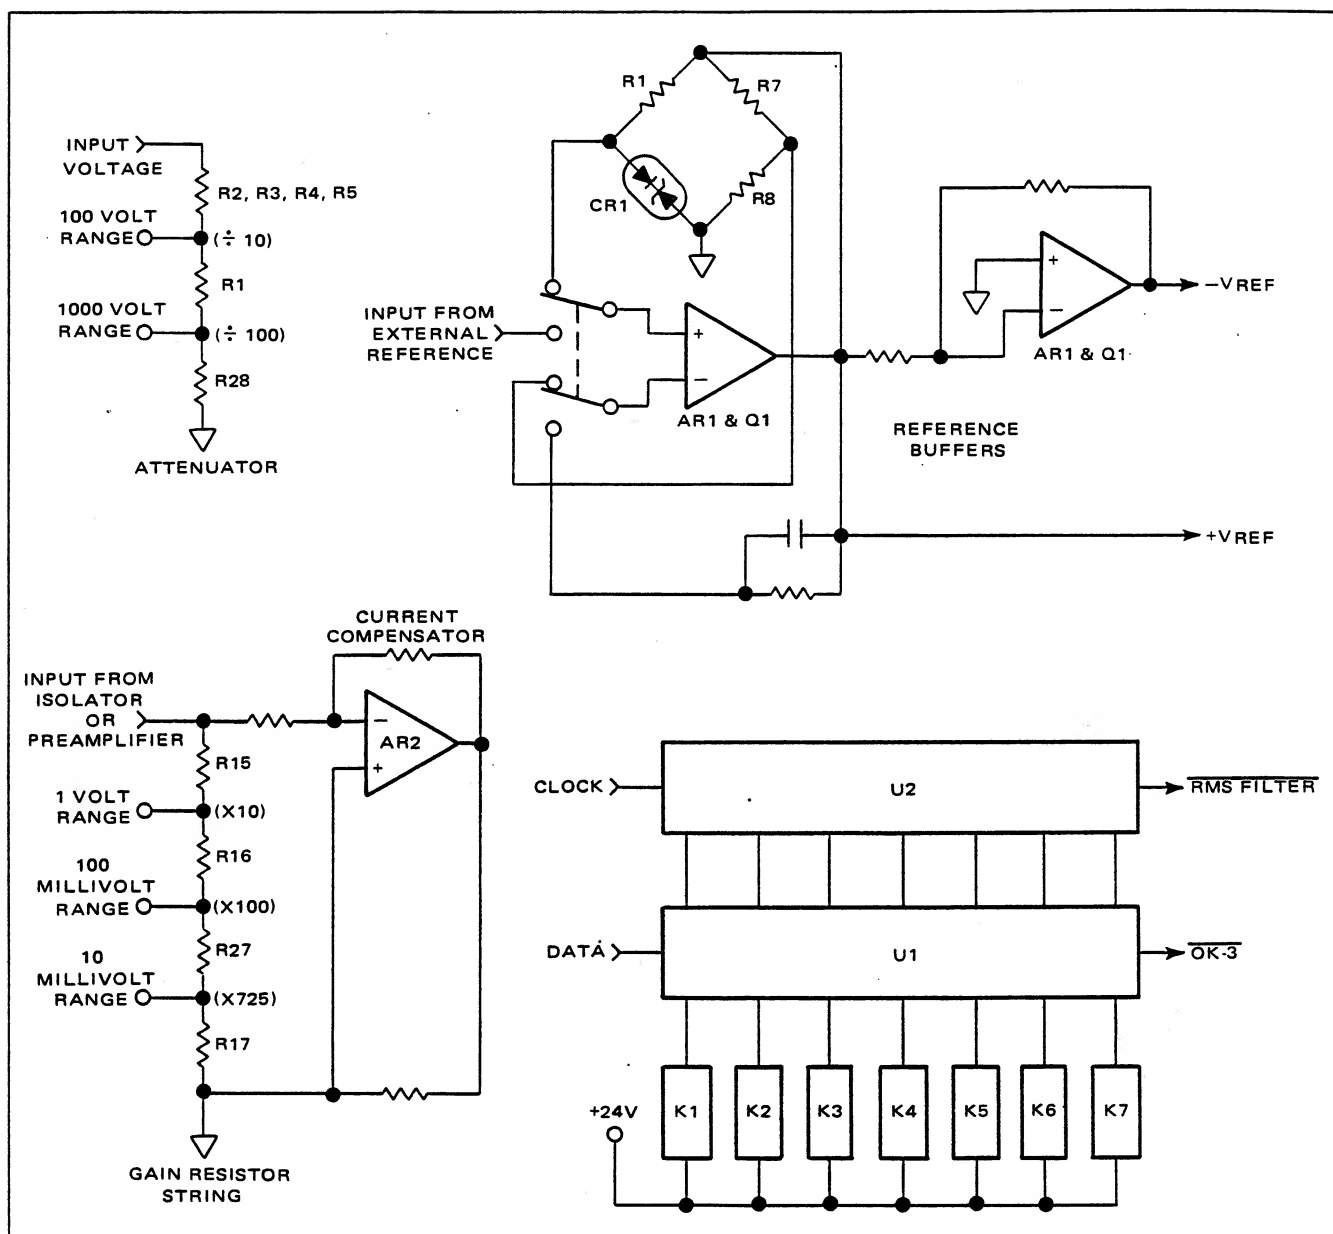 INPUT
VOLTAGE
R2, R3, R4, R5
100 VOLT
RANGE
(÷ 10)
R1
1000 VOLT
RANGE
(÷ 100)
R28
ATTENUATOR
R1
R7
CR1
R8
INPUT FROM
EXTERNAL
REFERENCE
+
−
AR1 & Q1
+
−
AR1 & Q1
−VREF
REFERENCE
BUFFERS
+VREF
CURRENT
COMPENSATOR
INPUT FROM
ISOLATOR
OR
PREAMPLIFIER
−
AR2
+
R15
1 VOLT
RANGE
(X10)
R16
100
MILLIVOLT
RANGE
(X100)
R27
10
MILLIVOLT
RANGE
(X725)
R17
GAIN RESISTOR
STRING
CLOCK
U2
RMS FILTER
DATA
U1
OK-3
+24V
K1 K2 K3 K4 K5 K6 K7